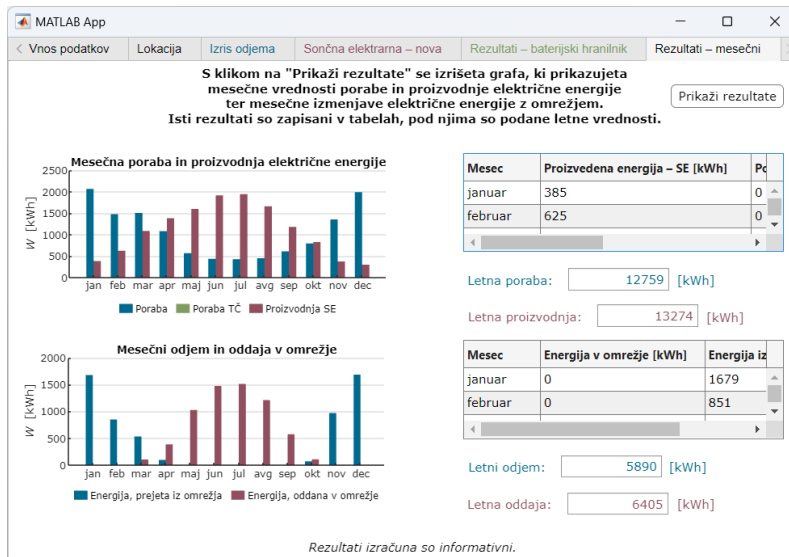 MATLAB App
Vnos podatkov Lokacija Izris odjema Sončna elektrarna – nova Rezultati – baterijski hranilnik Rezultati – mesečni
S klikom na "Prikaži rezultate" se izrišeta grafa, ki prikazujeta
mesečne vrednosti porabe in proizvodnje električne energije
ter mesečne izmenjave električne energije z omrežjem.
Isti rezultati so zapisani v tabelah, pod njima so podane letne vrednosti.
Prikaži rezultate
Mesečna poraba in proizvodnja električne energije
W [kWh]
2500
2000
1500
1000
500
0
jan feb mar apr maj jun jul avg sep okt nov dec
Poraba Poraba TČ Proizvodnja SE
Mesec Proizvedena energija – SE [kWh] Po
januar 385 0
februar 625 0
Letna poraba: 12759 [kWh]
Letna proizvodnja: 13274 [kWh]
Mesečni odjem in oddaja v omrežje
W [kWh]
2000
1500
1000
500
0
jan feb mar apr maj jun jul avg sep okt nov dec
Energija, prejeta iz omrežja Energija, oddana v omrežje
Mesec Energija v omrežje [kWh] Energija iz
januar 0 1679
februar 0 851
Letni odjem: 5890 [kWh]
Letna oddaja: 6405 [kWh]
Rezultati izračuna so informativni.